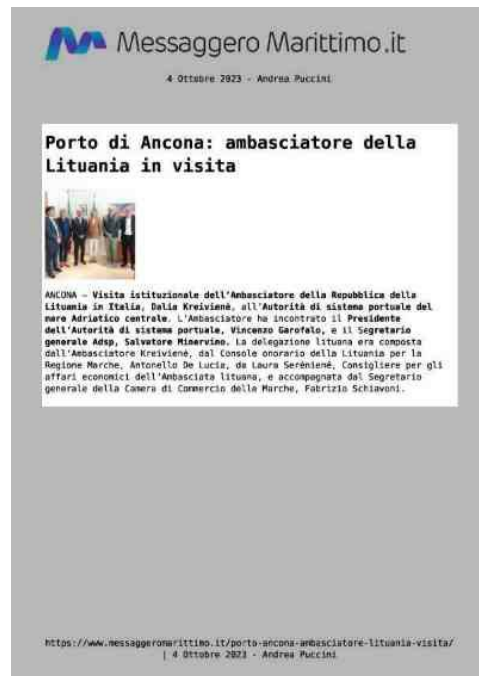 Messaggero Marittimo.it
4 Ottobre 2023 - Andrea Puccini
Porto di Ancona: ambasciatore della
Lituania in visita
ANCONA – Visita istituzionale dell'Ambasciatore della Repubblica della
Lituania in Italia, Dalia Kreivienė, all'Autorità di sistema portuale del
mare Adriatico centrale. L'Ambasciatore ha incontrato il Presidente
dell'Autorità di sistema portuale, Vincenzo Garofalo, e il Segretario
generale Adsp, Salvatore Minervino. La delegazione lituana era composta
dall'Ambasciatore Kreivienė, dal Console onorario della Lituania per la
Regione Marche, Antonello De Lucia, da Laura Serėnienė, Consigliere per gli
affari economici dell'Ambasciata lituana, e accompagnata dal Segretario
generale della Camera di Commercio della Marche, Fabrizio Schiavoni.
https://www.messaggeromarittimo.it/porto-ancona-ambasciatore-lituania-visita/
| 4 Ottobre 2023 - Andrea Puccini